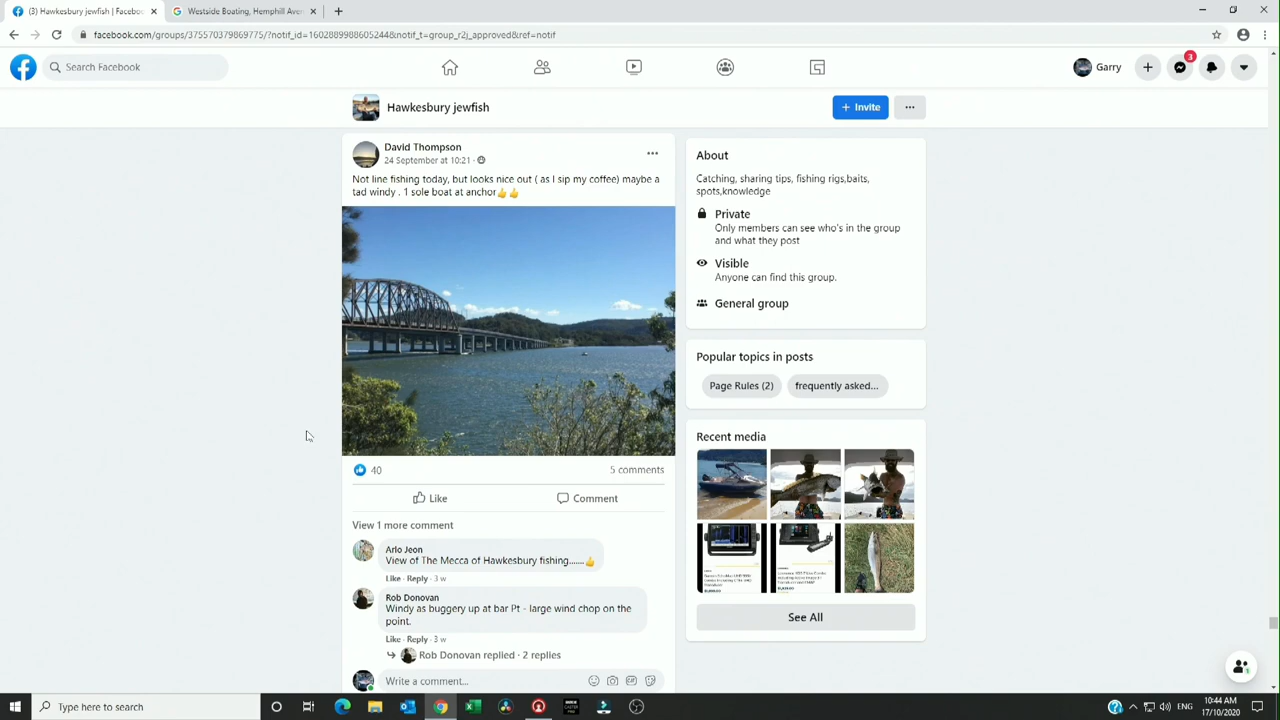 (3) Hawkesbury jewfish | Faceboo
Westside Boating, Hemphill Aven
facebook.com/groups/375570379869775/?notif_id=1602889988605244&notif_t=group_r2j_approved&ref=notif
Search Facebook
Garry
3
Hawkesbury jewfish
+ Invite
David Thompson
24 September at 10:21
Not line fishing today, but looks nice out ( as I sip my coffee) maybe a
tad windy . 1 sole boat at anchor👍👍
40
5 comments
Like
Comment
View 1 more comment
Arlo Jeon
View of The Mecca of Hawkesbury fishing.......👍
Like · Reply · 3 w
Rob Donovan
Windy as buggery up at bar Pt - large wind chop on the
point.
Like · Reply · 3 w
Rob Donovan replied · 2 replies
Write a comment...
GIF
About
Catching, sharing tips, fishing rigs,baits,
spots,knowledge
Private
Only members can see who's in the group
and what they post
Visible
Anyone can find this group.
General group
Popular topics in posts
Page Rules (2)
frequently asked...
Recent media
See All
Type here to search
ENG
10:44 AM
17/10/2020